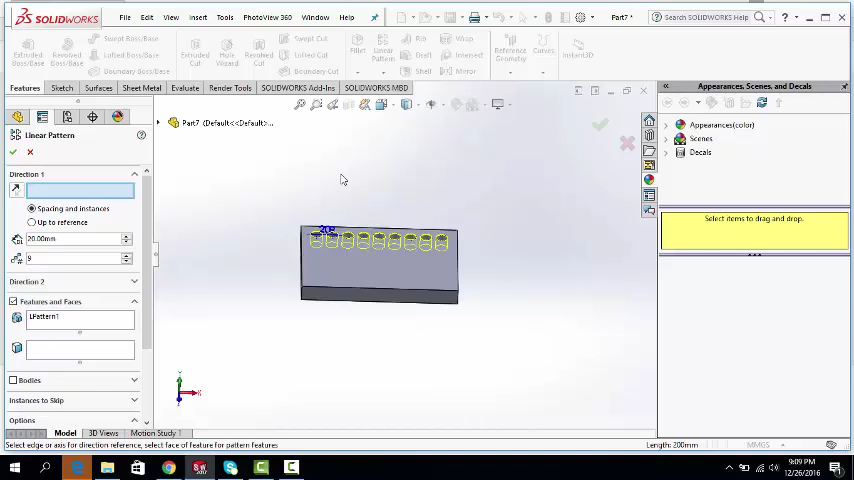 SOLIDWORKS File Edit View Insert Tools PhotoView 360 Window Help Part7 * Search SOLIDWORKS Help
Extruded Boss/Base
Revolved Boss/Base
Swept Boss/Base
Lofted Boss/Base
Boundary Boss/Base
Extruded Cut
Hole Wizard
Revolved Cut
Swept Cut
Lofted Cut
Boundary Cut
Fillet
Linear Pattern
Rib
Draft
Shell
Wrap
Intersect
Mirror
Reference Geometry
Curves
Instant3D
Features Sketch Surfaces Sheet Metal Evaluate Render Tools SOLIDWORKS Add-Ins SOLIDWORKS MBD
Appearances, Scenes, and Decals
Part7 (Default<<Default>...
Appearances(color)
Scenes
Decals
Linear Pattern
Direction 1
Spacing and instances
Up to reference
20.00mm
9
Direction 2
Features and Faces
LPattern1
Bodies
Instances to Skip
Options
Select items to drag and drop.
Model 3D Views Motion Study 1
Select edge or axis for direction reference, select face of feature for pattern features
Length: 200mm
MMGS
9:09 PM
12/26/2016